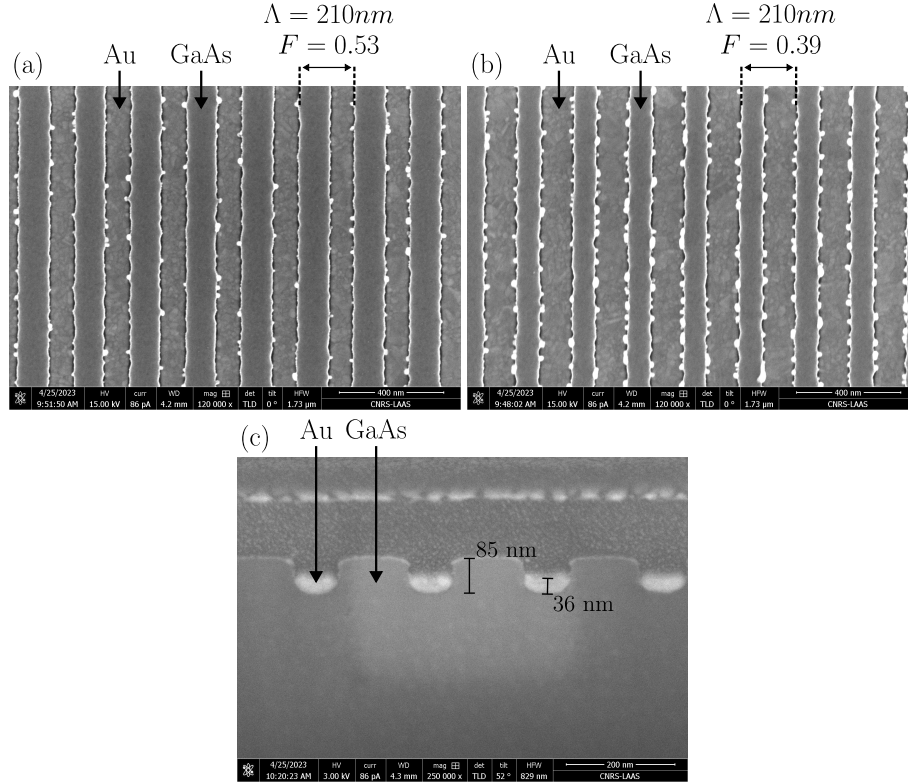 Λ = 210nm
F = 0.53
(a)
Au
GaAs
4/25/2023 HV curr WD mag det tilt HFW 400 nm
9:51:50 AM 15.00 kV 86 pA 4.2 mm 120 000 x TLD 0 ° 1.73 µm CNRS-LAAS
Λ = 210nm
F = 0.39
(b)
Au
GaAs
4/25/2023 HV curr WD mag det tilt HFW 400 nm
9:48:02 AM 15.00 kV 86 pA 4.2 mm 120 000 x TLD 0 ° 1.73 µm CNRS-LAAS
(c)
Au
GaAs
85 nm
36 nm
4/25/2023 HV curr WD mag det tilt HFW 200 nm
10:20:23 AM 3.00 kV 86 pA 4.3 mm 250 000 x TLD 52 ° 829 nm CNRS-LAAS